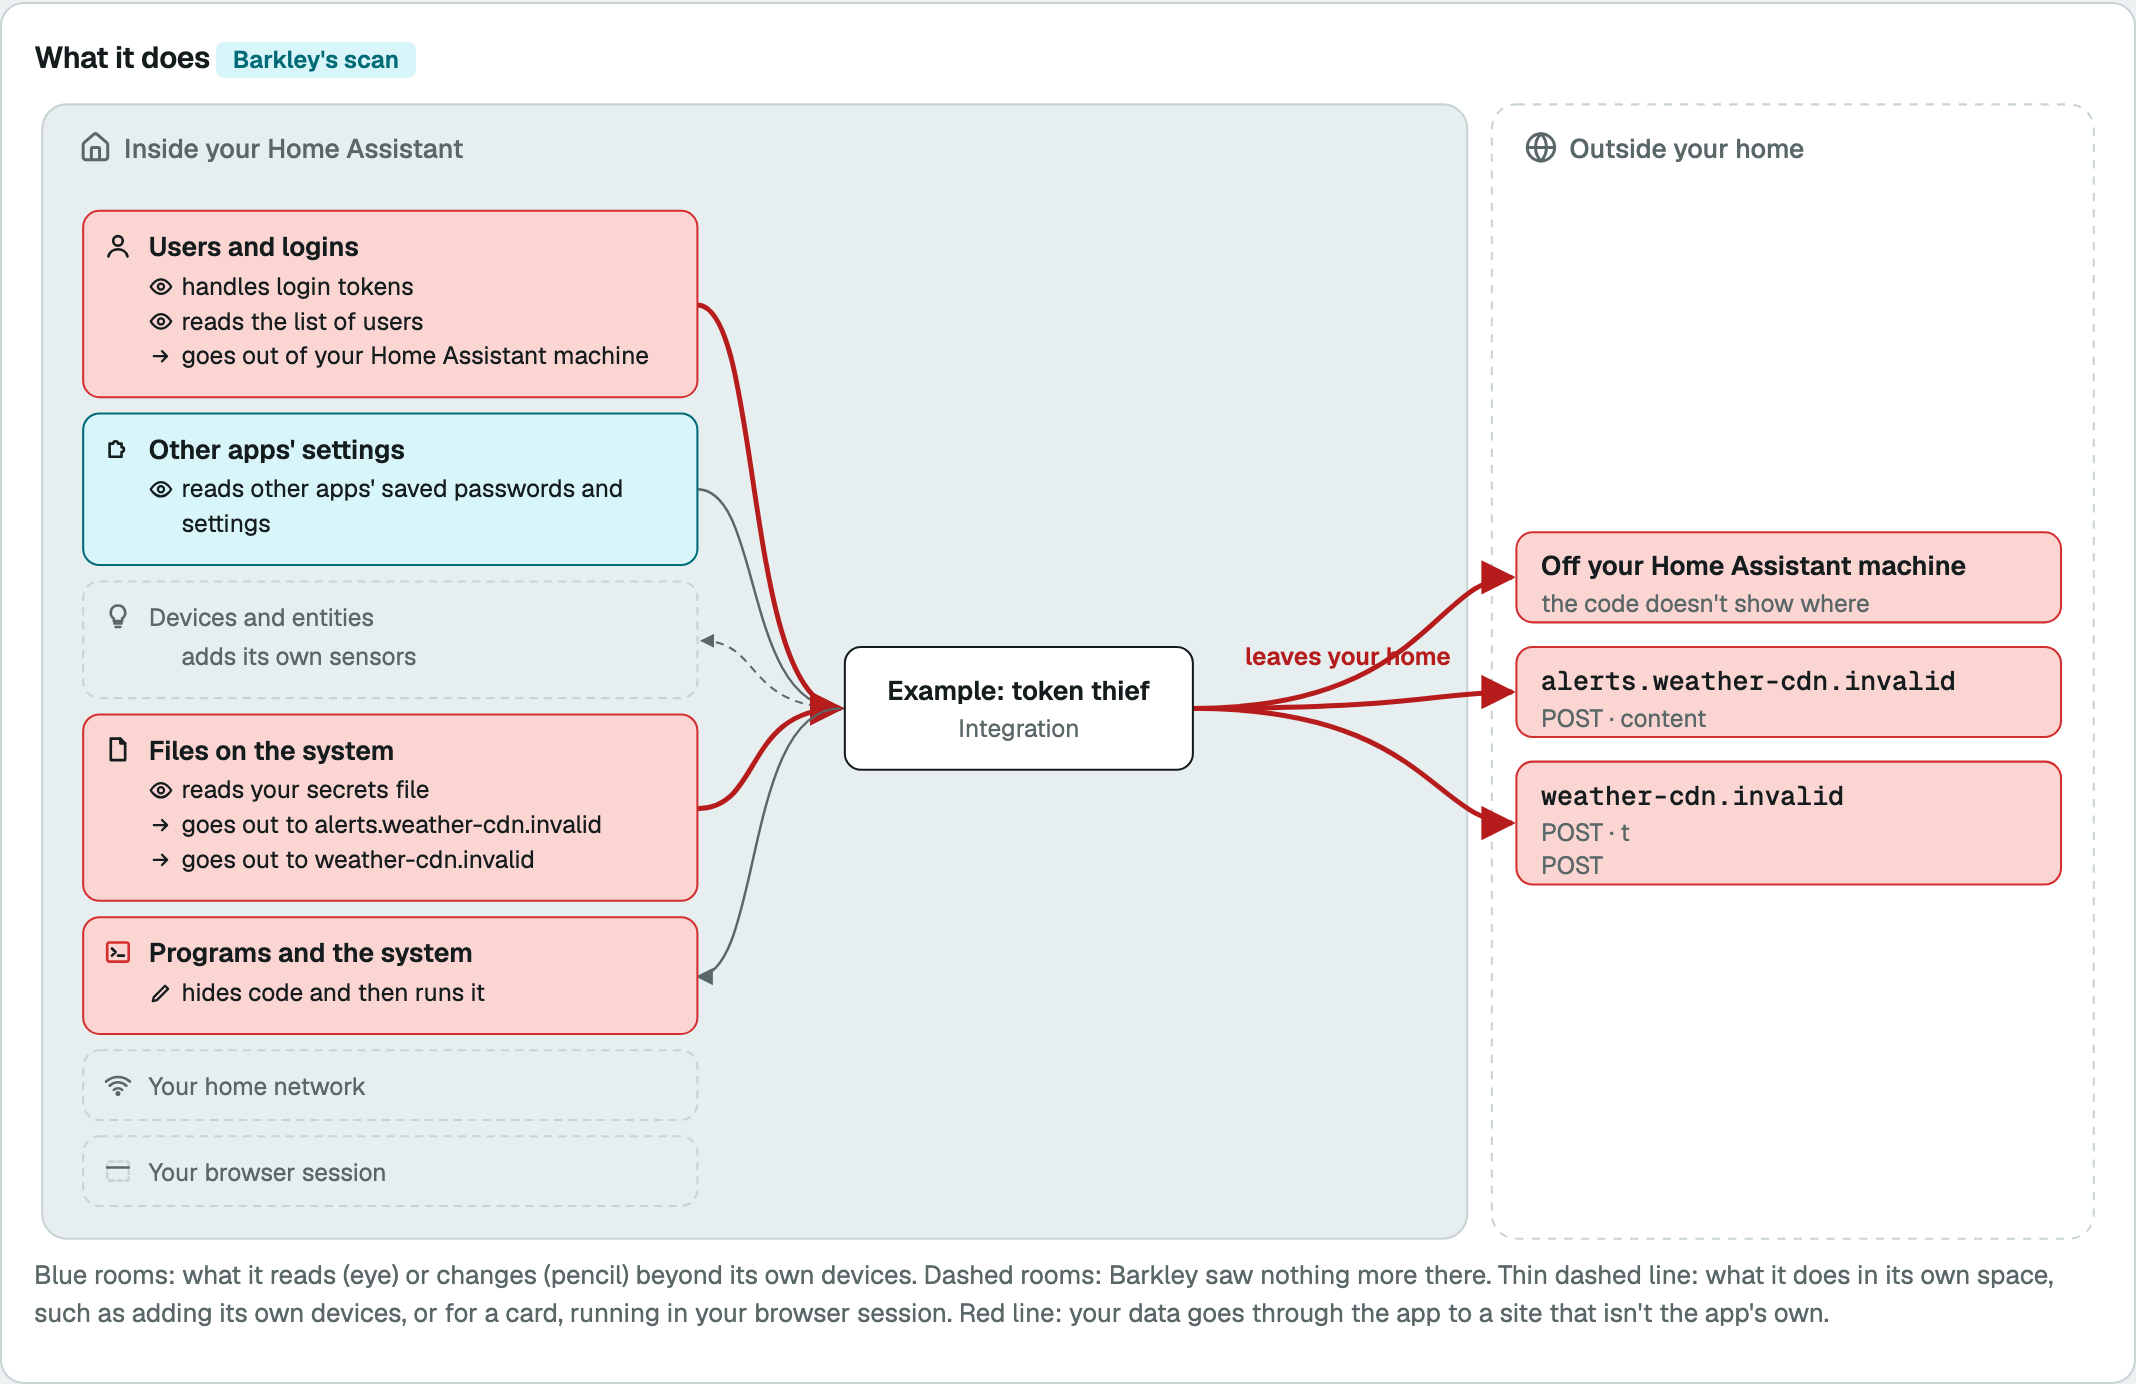 What it does Barkley's scan
Inside your Home Assistant
Users and logins
handles login tokens
reads the list of users
→ goes out of your Home Assistant machine
Other apps' settings
reads other apps' saved passwords and
settings
Devices and entities
adds its own sensors
Files on the system
reads your secrets file
→ goes out to alerts.weather-cdn.invalid
→ goes out to weather-cdn.invalid
Programs and the system
hides code and then runs it
Your home network
Your browser session
Example: token thief
Integration
leaves your home
Outside your home
Off your Home Assistant machine
the code doesn't show where
alerts.weather-cdn.invalid
POST · content
weather-cdn.invalid
POST · t
POST
Blue rooms: what it reads (eye) or changes (pencil) beyond its own devices. Dashed rooms: Barkley saw nothing more there. Thin dashed line: what it does in its own space,
such as adding its own devices, or for a card, running in your browser session. Red line: your data goes through the app to a site that isn't the app's own.